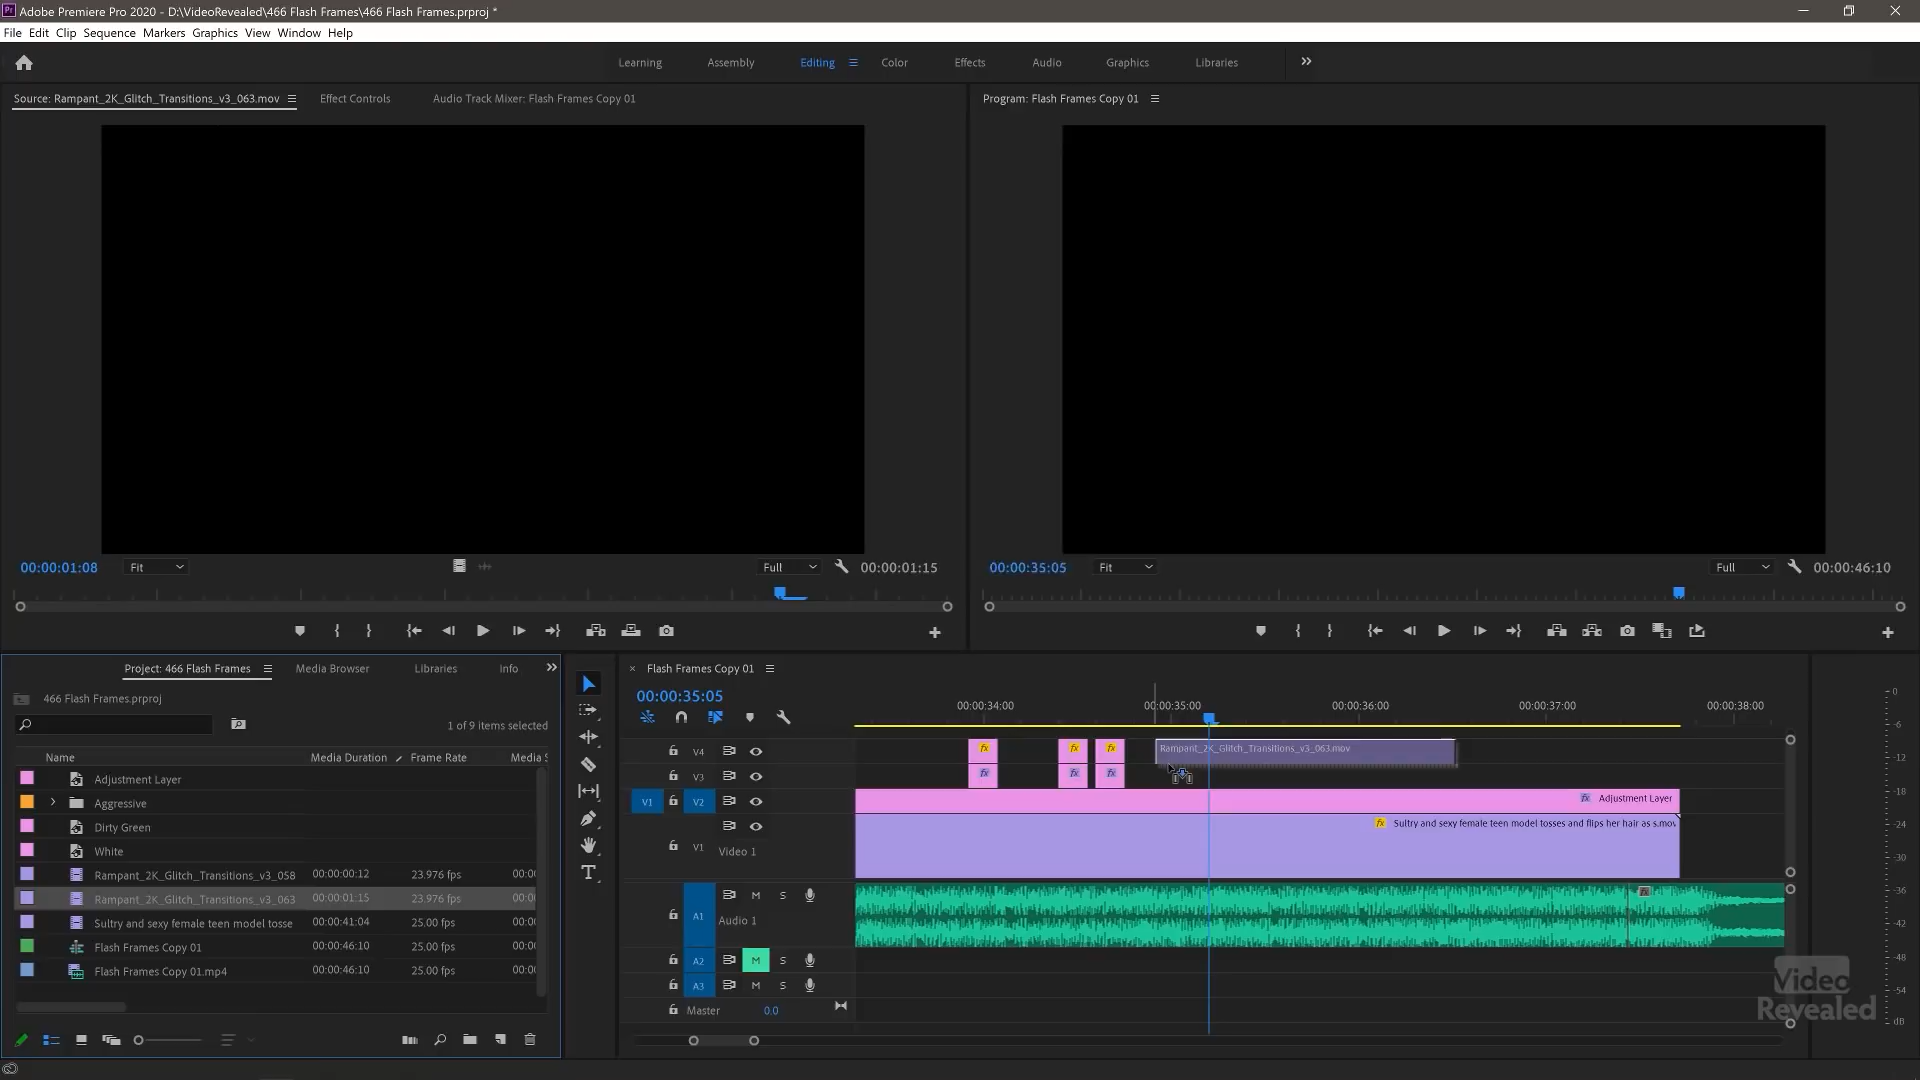 Adobe Premiere Pro 2020 - D:\VideoRevealed\466 Flash Frames\466 Flash Frames.prproj *
File Edit Clip Sequence Markers Graphics View Window Help
Learning Assembly Editing Color Effects Audio Graphics Libraries
Source: Rampant_2K_Glitch_Transitions_v3_063.mov Effect Controls Audio Track Mixer: Flash Frames Copy 01
Program: Flash Frames Copy 01
00:00:01:08 Fit Full 00:00:01:15
00:00:35:05 Fit Full 00:00:46:10
Project: 466 Flash Frames Media Browser Libraries Info
466 Flash Frames.prproj
1 of 9 items selected
Name Media Duration Frame Rate Media S
Adjustment Layer
Aggressive
Dirty Green
White
Rampant_2K_Glitch_Transitions_v3_058 00:00:00:12 23.976 fps 00:0
Rampant_2K_Glitch_Transitions_v3_063 00:00:01:15 23.976 fps 00:0
Sultry and sexy female teen model tosse 00:00:41:04 25.00 fps 00:0
Flash Frames Copy 01 00:00:46:10 25.00 fps 00:0
Flash Frames Copy 01.mp4 00:00:46:10 25.00 fps 00:0
Flash Frames Copy 01
00:00:35:05
00:00:34:00 00:00:35:00 00:00:36:00 00:00:37:00 00:00:38:00
V4 fx fx fx Rampant_2K_Glitch_Transitions_v3_063.mov
V3 fx fx fx
V1 V2 fx Adjustment Layer
V1 Video 1 fx Sultry and sexy female teen model tosses and flips her hair as s.mov
A1 M S Audio 1 fx
A2 M S
A3 M S
Master 0.0
0
-6
-12
-18
-24
-30
-36
-42
-48
-54
dB
Video
Revealed